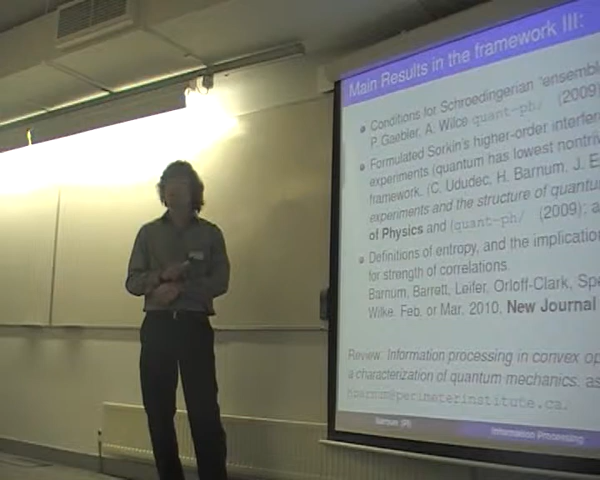 Main Results in the framework III:
Conditions for Schroedingerian "ensemble
P. Gaebler, A. Wilce quant-ph/ (2009)
Formulated Sorkin's higher-order interfere
experiments (quantum has lowest nontriv
framework. (C. Ududec, H. Barnum, J. E
experiments and the structure of quantu
of Physics and (quant-ph/ (2009); a
Definitions of entropy, and the implication
for strength of correlations.
Barnum, Barrett, Leifer, Orloff-Clark, Spe
Wilke. Feb. or Mar. 2010, New Journal
Review: Information processing in convex op
a characterization of quantum mechanics. as
hbarnum@perimeterinstitute.ca.
Barnum (PI) Information Processing